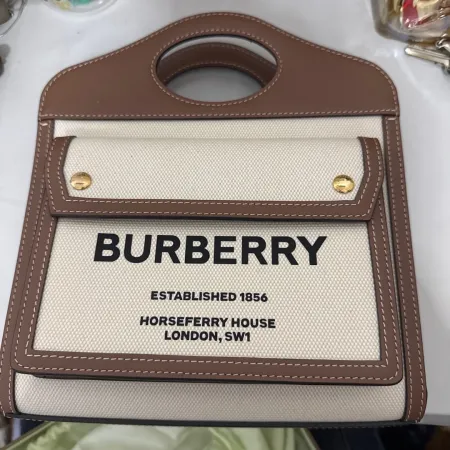 BURBERRY
ESTABLISHED 1856
HORSEFERRY HOUSE
LONDON, SW1